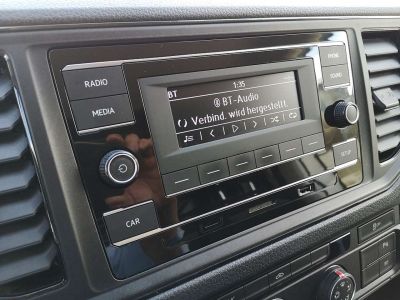 RADIO
MEDIA
CAR
PHONE
SOUND
SETUP
BT
1:35
BT-Audio
Verbind. wird hergestellt.